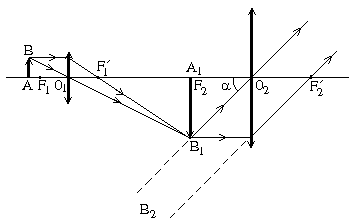 B F₁´ A₁ α
A F₁ O₁ F₂ O₂ F₂´
B₁
B₂